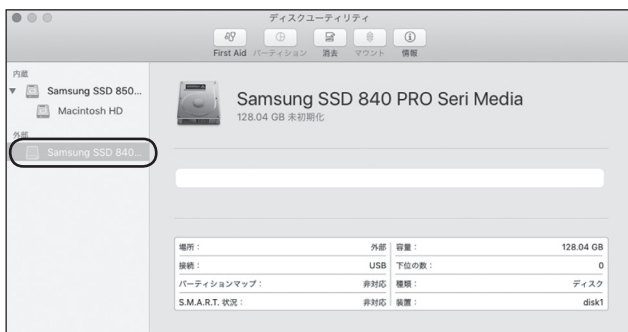 ディスクユーティリティ
First Aid パーティション 消去 マウント 情報
内蔵
Samsung SSD 850...
Macintosh HD
外部
Samsung SSD 840...
Samsung SSD 840 PRO Seri Media
128.04 GB 未初期化
場所： 外部 容量： 128.04 GB
接続： USB 下位の数： 0
パーティションマップ： 非対応 種類： ディスク
S.M.A.R.T. 状況： 非対応 装置： disk1